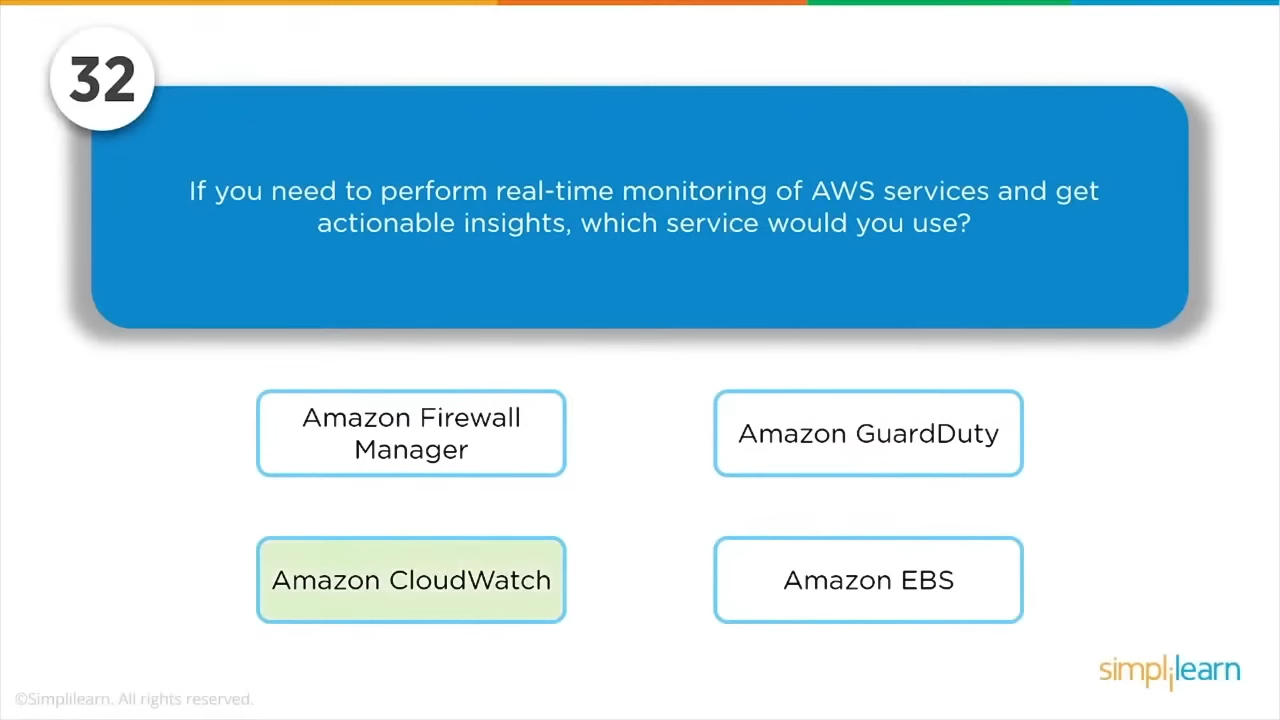 32
If you need to perform real-time monitoring of AWS services and get
actionable insights, which service would you use?
Amazon Firewall
Manager
Amazon GuardDuty
Amazon CloudWatch
Amazon EBS
simplilearn
©Simplilearn. All rights reserved.